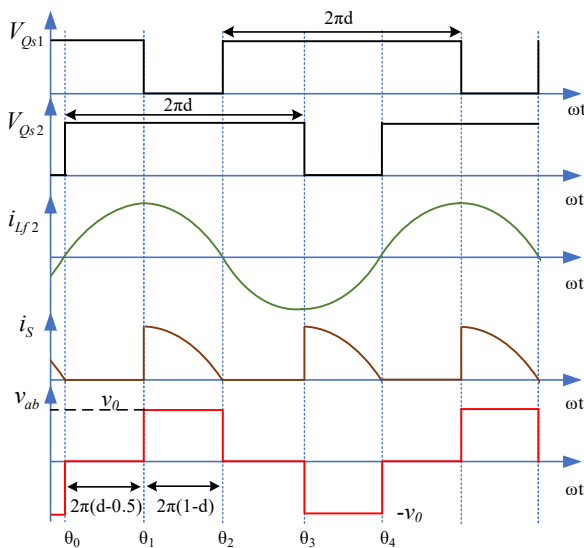 V_Qs1
2πd
ωt
V_Qs2
2πd
ωt
i_Lf2
ωt
i_S
ωt
v_ab
v_0
ωt
2π(d-0.5)
2π(1-d)
-v_0
θ_0
θ_1
θ_2
θ_3
θ_4